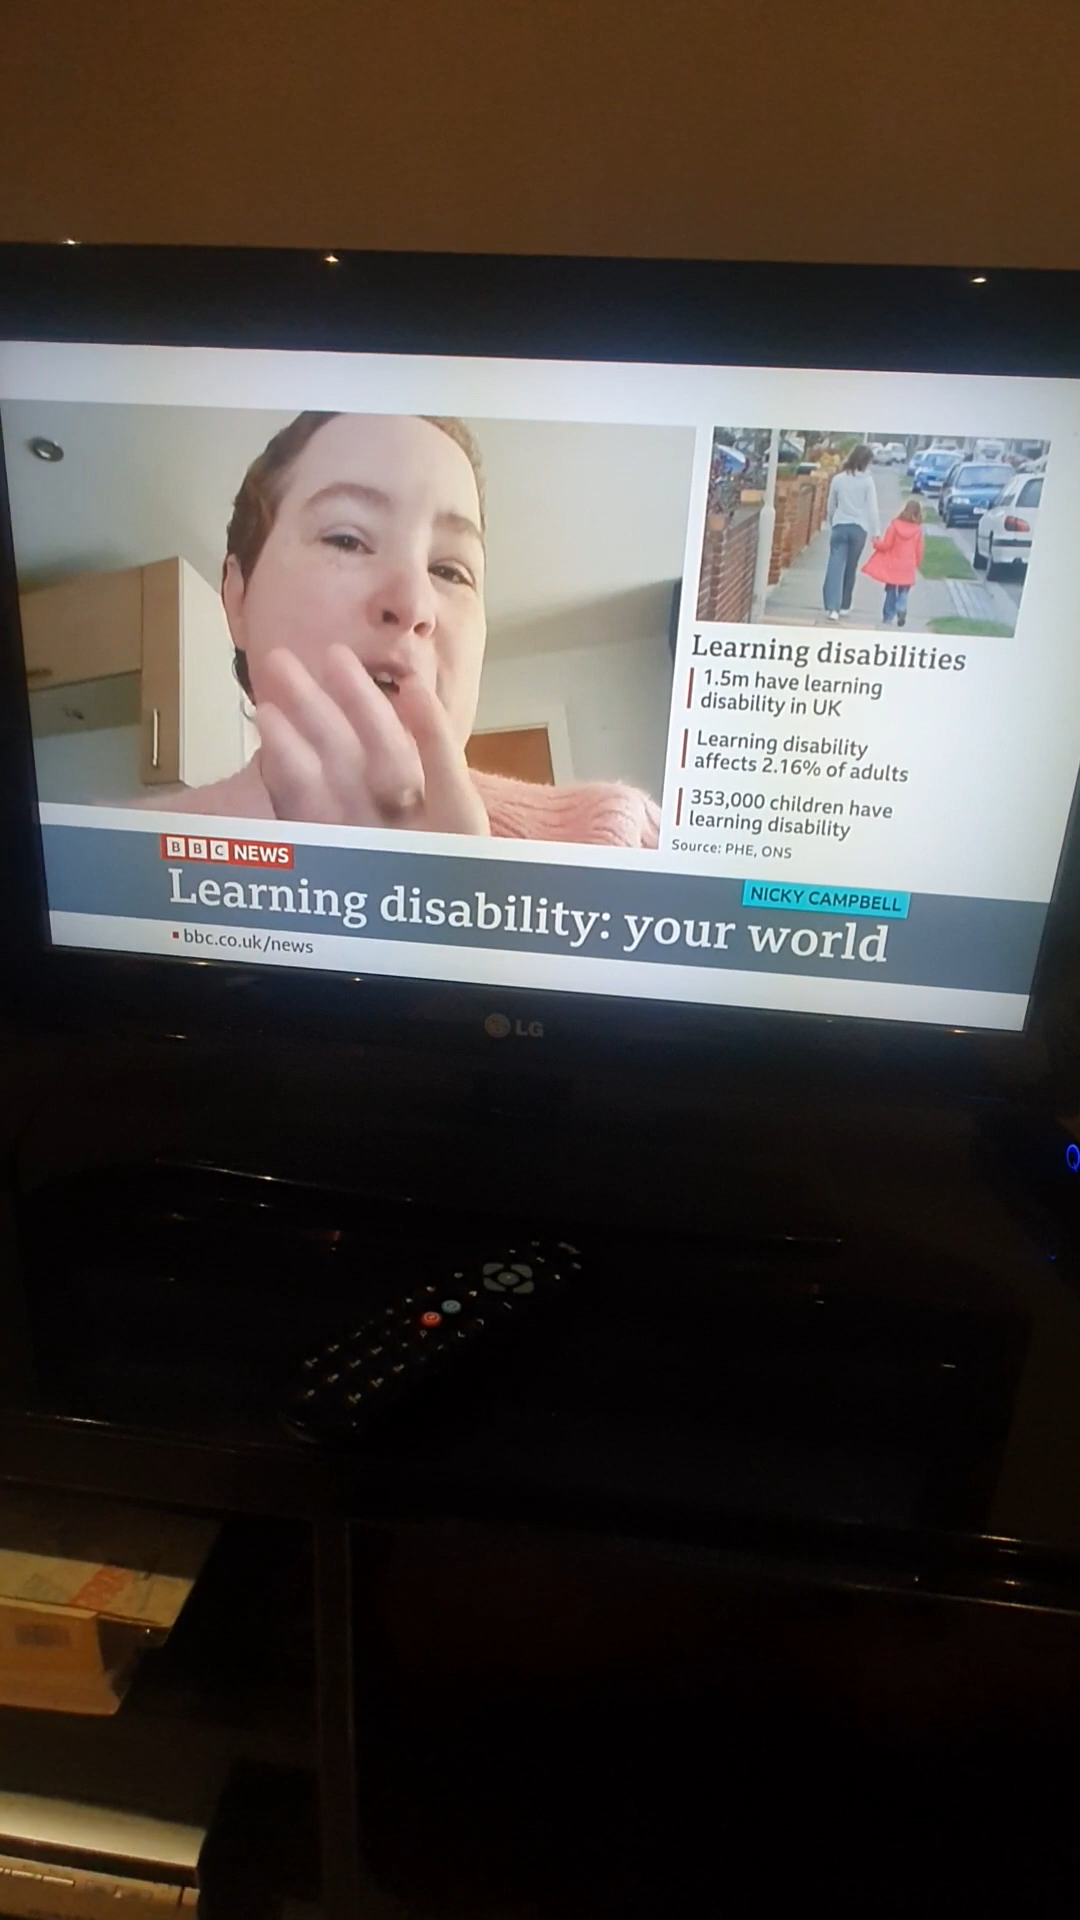 Learning disabilities
1.5m have learning
disability in UK
Learning disability
affects 2.16% of adults
353,000 children have
learning disability
Source: PHE, ONS
BBC NEWS
NICKY CAMPBELL
Learning disability: your world
bbc.co.uk/news
LG